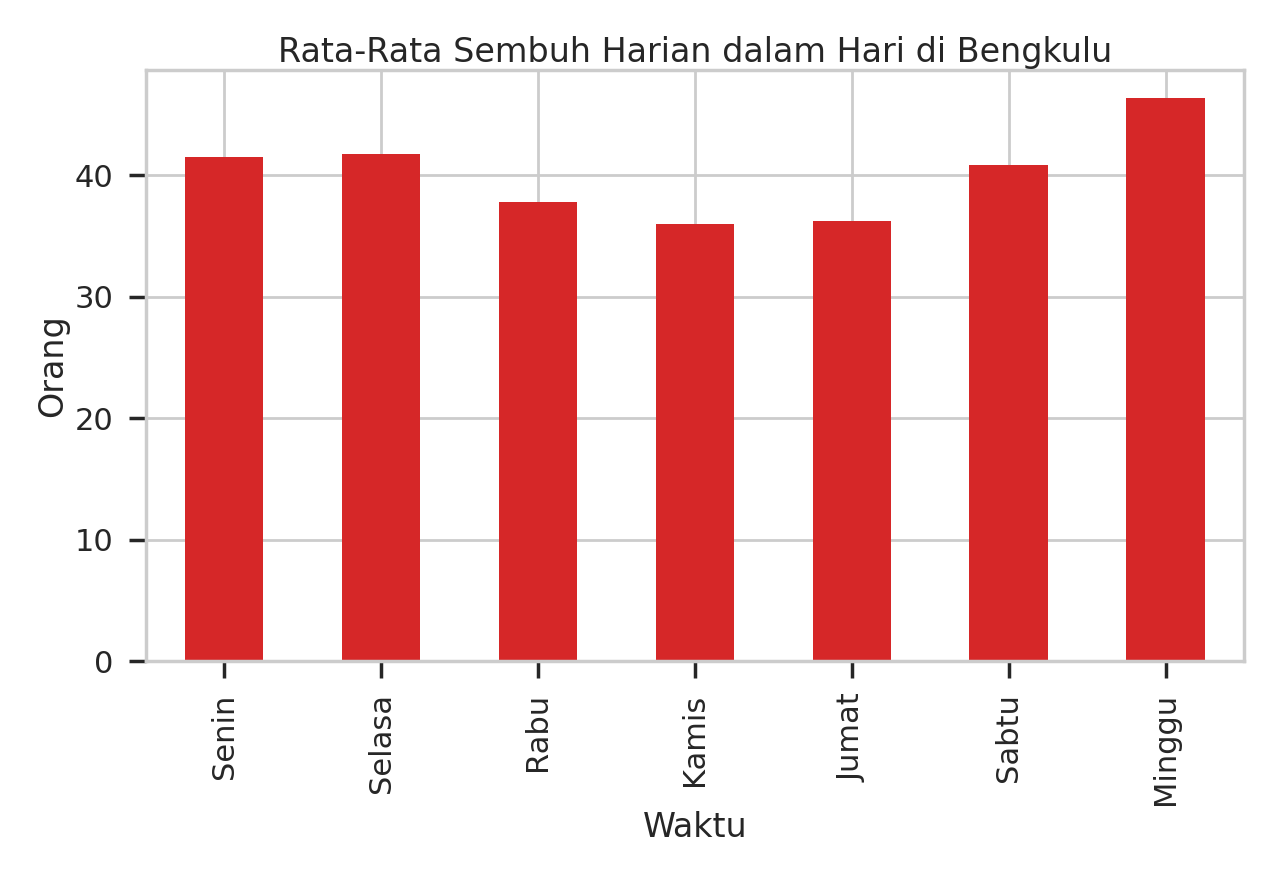 Rata-Rata Sembuh Harian dalam Hari di Bengkulu
Orang
40
30
20
10
0
Senin
Selasa
Rabu
Kamis
Jumat
Sabtu
Minggu
Waktu